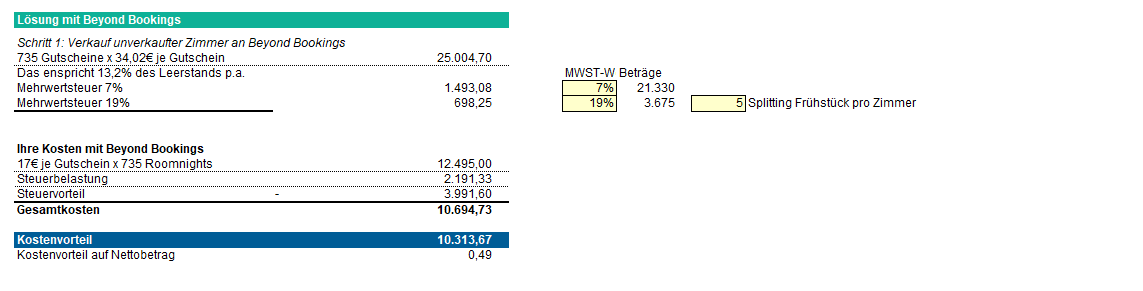 Lösung mit Beyond Bookings
Schritt 1: Verkauf unverkaufter Zimmer an Beyond Bookings
735 Gutscheine x 34,02€ je Gutschein 25.004,70
Das enspricht 13,2% des Leerstands p.a. MWST-W Beträge
Mehrwertsteuer 7% 1.493,08 7% 21.330
Mehrwertsteuer 19% 698,25 19% 3.675 5 Splitting Frühstück pro Zimmer
Ihre Kosten mit Beyond Bookings
17€ je Gutschein x 735 Roomnights 12.495,00
Steuerbelastung 2.191,33
Steuervorteil - 3.991,60
Gesamtkosten 10.694,73
Kostenvorteil 10.313,67
Kostenvorteil auf Nettobetrag 0,49